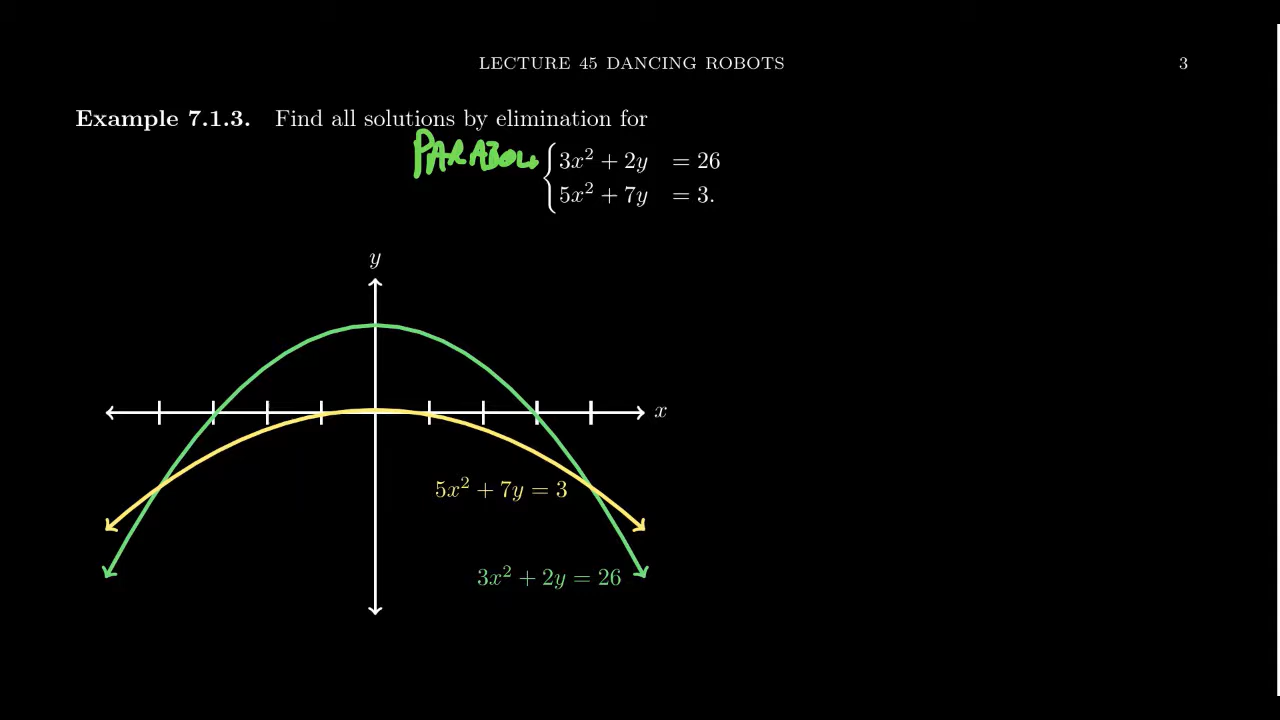 LECTURE 45 DANCING ROBOTS 3
Example 7.1.3. Find all solutions by elimination for
3x² + 2y = 26
5x² + 7y = 3.
y
x
5x² + 7y = 3
3x² + 2y = 26